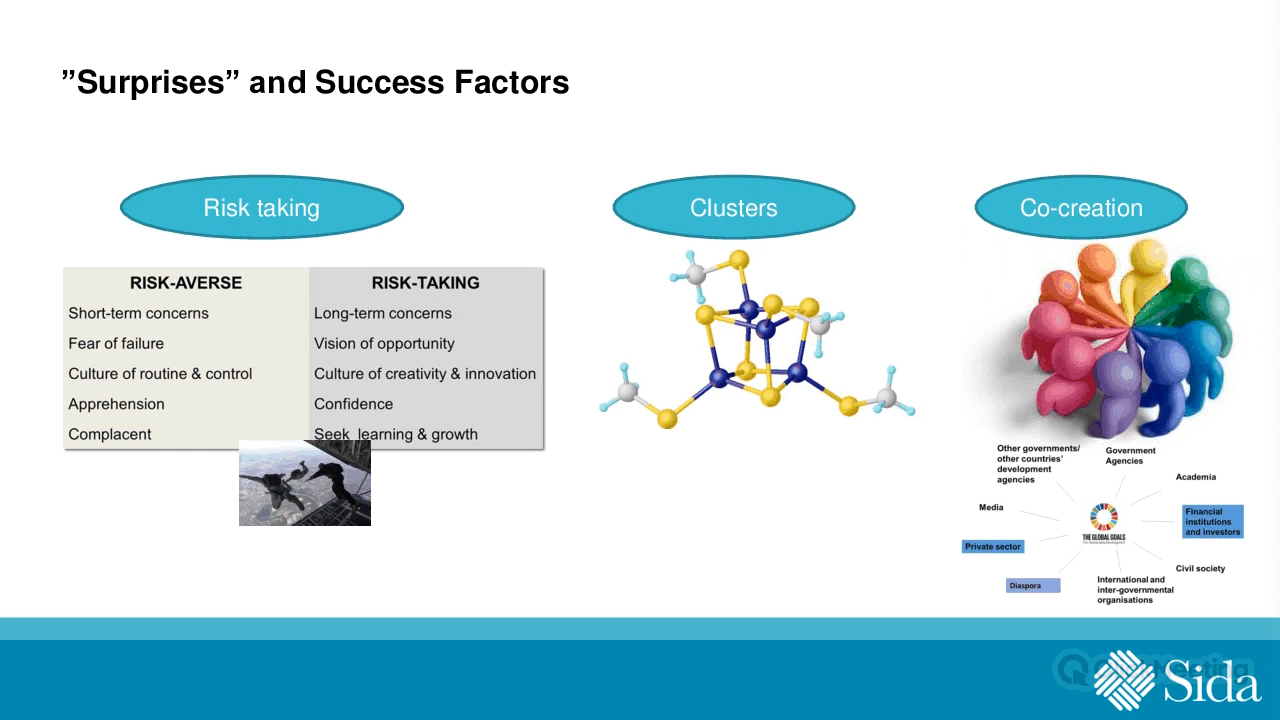 ”Surprises” and Success Factors
Risk taking
Clusters
Co-creation
RISK-AVERSE
RISK-TAKING
Short-term concerns
Long-term concerns
Fear of failure
Vision of opportunity
Culture of routine & control
Culture of creativity & innovation
Apprehension
Confidence
Complacent
Seek learning & growth
Other governments/
other countries'
development
agencies
Government
Agencies
Academia
Media
Financial
institutions
and investors
THE GLOBAL GOALS
For Sustainable Development
Private sector
Civil society
Diaspora
International and
inter-governmental
organisations
Sida